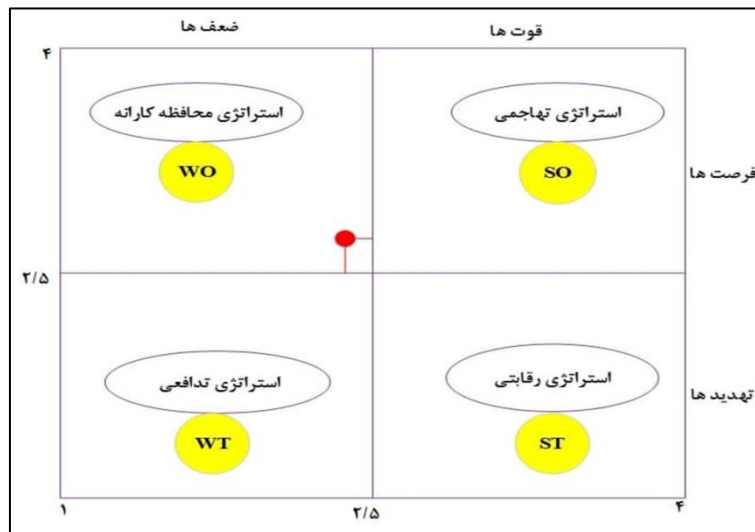 قوت ها
ضعف ها
۴
استراتژی تهاجمی
استراتژی محافظه کارانه
SO
WO
فرصت ها
۲/۵
استراتژی رقابتی
استراتژی تدافعی
تهدید ها
ST
WT
۴
۲/۵
۱